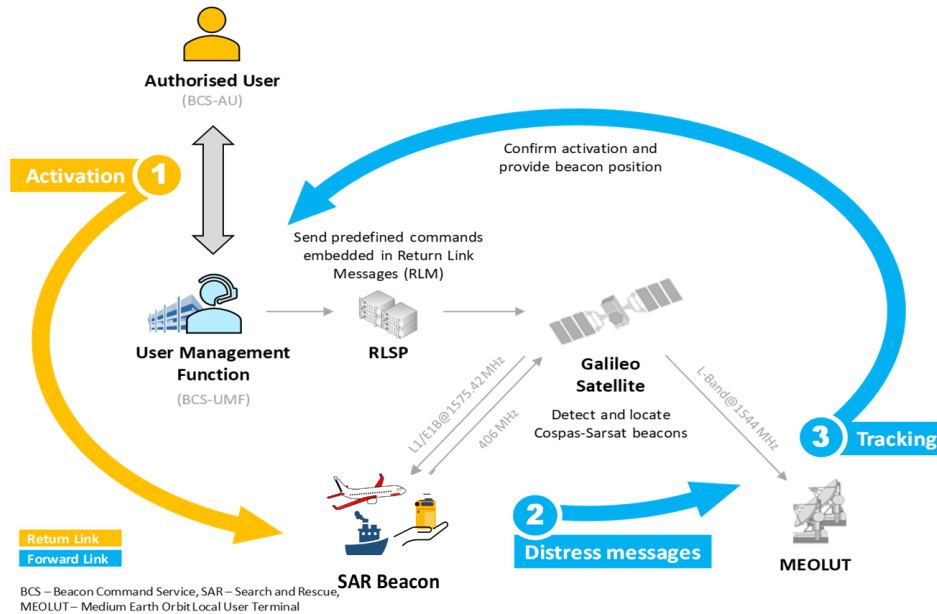 Authorised User
(BCS-AU)
Confirm activation and
provide beacon position
Activation
1
Send predefined commands
embedded in Return Link
Messages (RLM)
User Management
Function
(BCS-UMF)
RLSP
Galileo
Satellite
Detect and locate
Cospas-Sarsat beacons
L1/E1B@1575.42 MHz
406 MHz
L-Band@1544 MHz
3
Tracking
2
Distress messages
SAR Beacon
MEOLUT
Return Link
Forward Link
BCS – Beacon Command Service, SAR – Search and Rescue,
MEOLUT – Medium Earth Orbit Local User Terminal